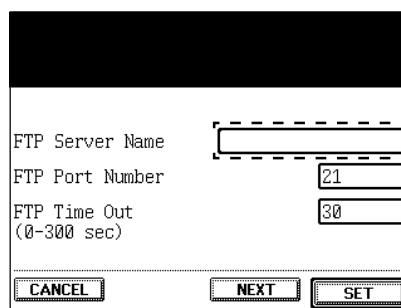 FTP Server Name
FTP Port Number 21
FTP Time Out 30
(0-300 sec)
CANCEL NEXT SET